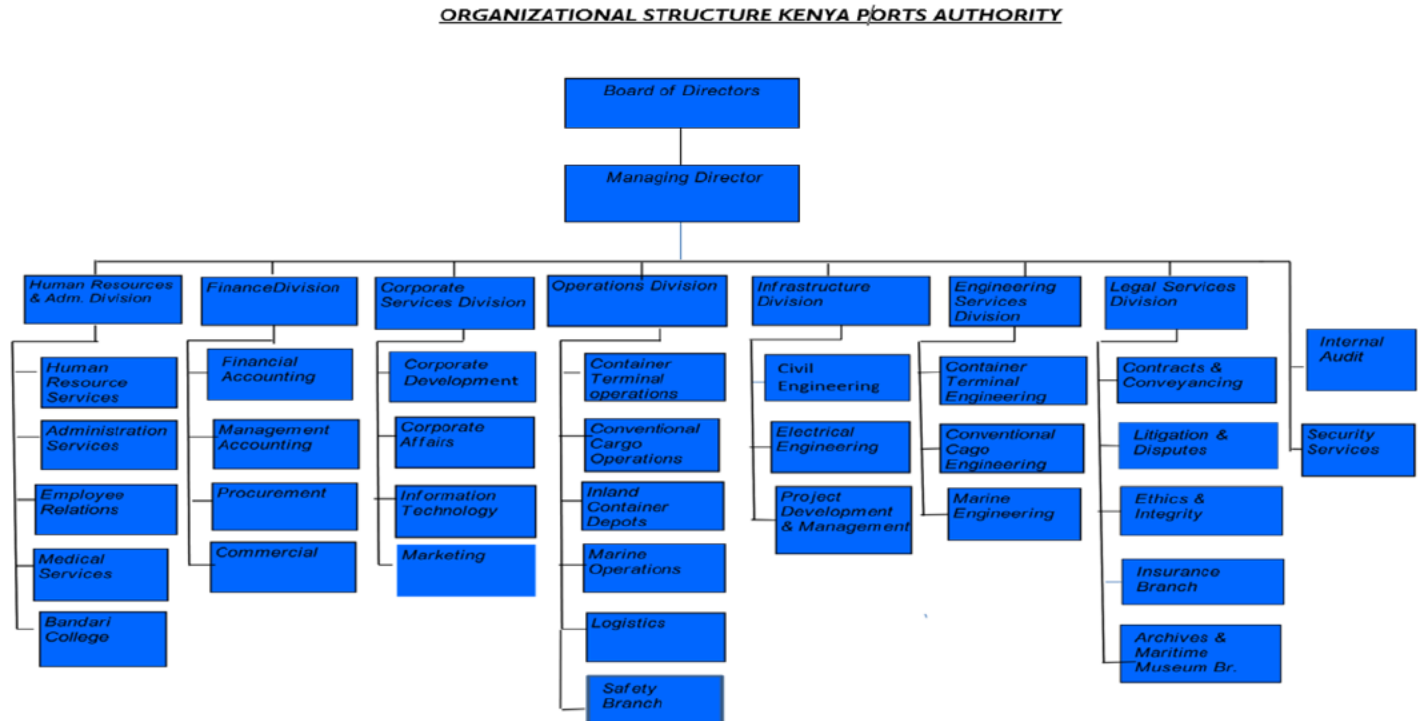 ORGANIZATIONAL STRUCTURE KENYA PORTS AUTHORITY
Board of Directors
Managing Director
Human Resources
& Adm. Division
FinanceDivision
Corporate
Services Division
Operations Division
Infrastructure
Division
Engineering
Services
Division
Legal Services
Division
Internal
Audit
Security
Services
Human
Resource
Services
Administration
Services
Employee
Relations
Medical
Services
Bandari
College
Financial
Accounting
Management
Accounting
Procurement
Commercial
Corporate
Development
Corporate
Affairs
Information
Technology
Marketing
Container
Terminal
operations
Conventional
Cargo
Operations
Inland
Container
Depots
Marine
Operations
Logistics
Safety
Branch
Civil
Engineering
Electrical
Engineering
Project
Development
& Management
Container
Terminal
Engineering
Conventional
Cago
Engineering
Marine
Engineering
Contracts &
Conveyancing
Litigation &
Disputes
Ethics &
Integrity
Insurance
Branch
Archives &
Maritime
Museum Br.